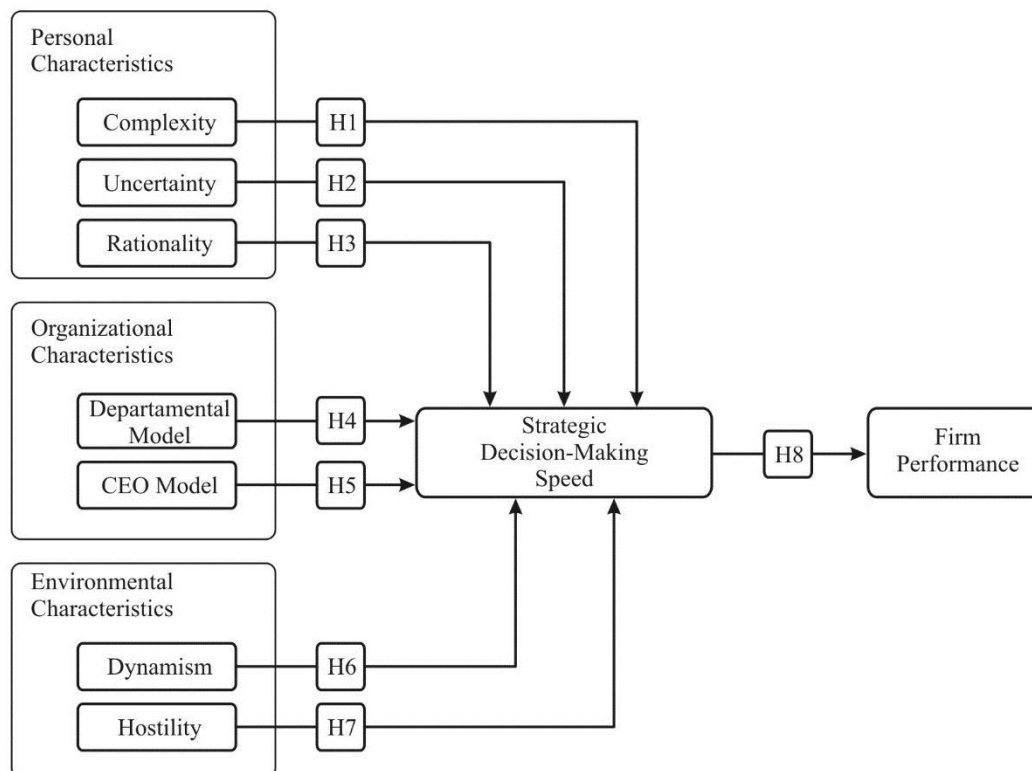 Personal
Characteristics
Complexity
H1
Uncertainty
H2
Rationality
H3
Organizational
Characteristics
Departamental
Model
H4
CEO Model
H5
Strategic
Decision-Making
Speed
H8
Firm
Performance
Environmental
Characteristics
Dynamism
H6
Hostility
H7